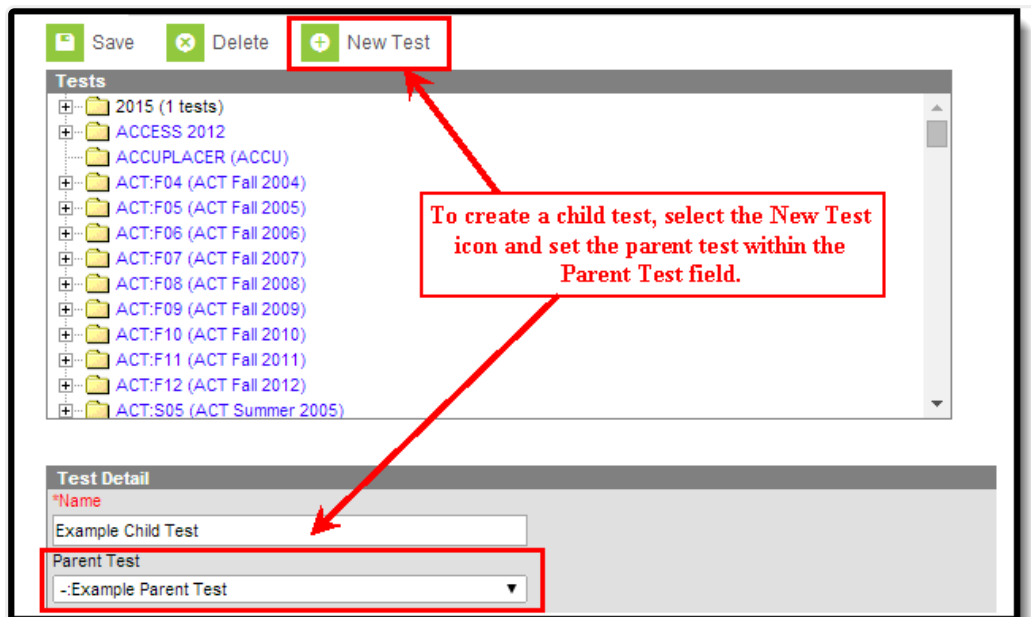 Save Delete New Test
Tests
2015 (1 tests)
ACCESS 2012
ACCUPLACER (ACCU)
ACT:F04 (ACT Fall 2004)
ACT:F05 (ACT Fall 2005)
ACT:F06 (ACT Fall 2006)
ACT:F07 (ACT Fall 2007)
ACT:F08 (ACT Fall 2008)
ACT:F09 (ACT Fall 2009)
ACT:F10 (ACT Fall 2010)
ACT:F11 (ACT Fall 2011)
ACT:F12 (ACT Fall 2012)
ACT:S05 (ACT Summer 2005)
To create a child test, select the New Test
icon and set the parent test within the
Parent Test field.
Test Detail
*Name
Example Child Test
Parent Test
-:Example Parent Test